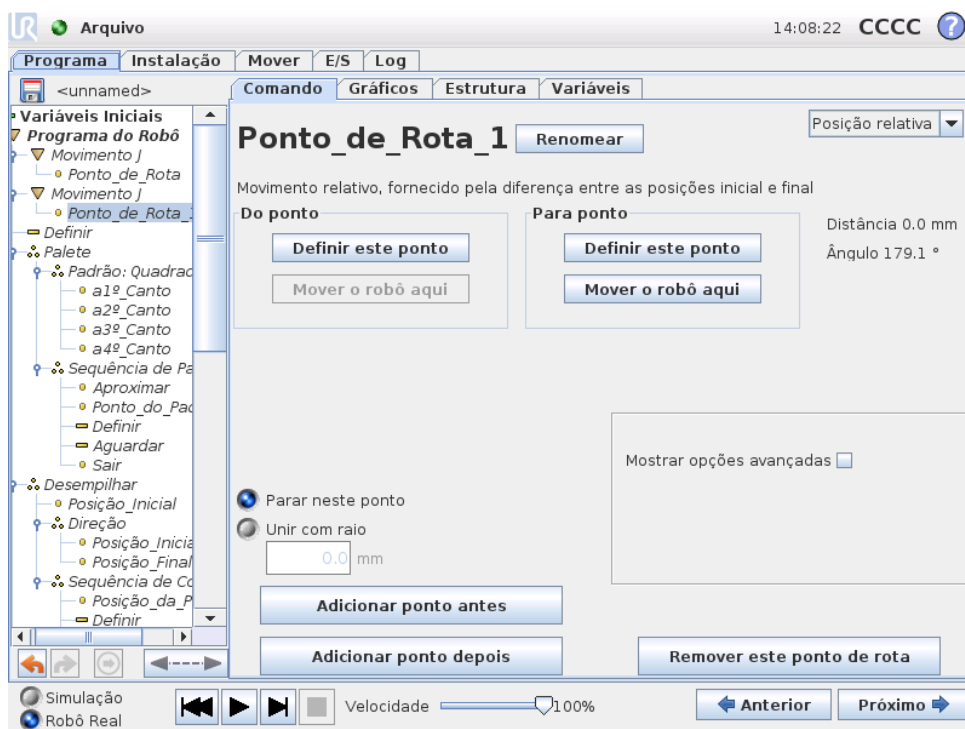 UR Arquivo 14:08:22 CCCC ?
Programa Instalação Mover E/S Log
<unnamed>
Comando Gráficos Estrutura Variáveis
Variáveis Iniciais
Programa do Robô
Movimento J
Ponto_de_Rota
Movimento J
Ponto_de_Rota_1
Definir
Palete
Padrão: Quadrac
a1º_Canto
a2º_Canto
a3º_Canto
a4º_Canto
Sequência de Pa
Aproximar
Ponto_do_Pad
Definir
Aguardar
Sair
Desempilhar
Posição_Inicial
Direção
Posição_Inicia
Posição_Final
Sequência de Co
Posição_da_P
Definir
Ponto_de_Rota_1 Renomear
Posição relativa
Movimento relativo, fornecido pela diferença entre as posições inicial e final
Do ponto
Definir este ponto
Mover o robô aqui
Para ponto
Definir este ponto
Mover o robô aqui
Distância 0.0 mm
Ângulo 179.1 °
Mostrar opções avançadas
Parar neste ponto
Unir com raio
0.0 mm
Adicionar ponto antes
Adicionar ponto depois
Remover este ponto de rota
Simulação
Robô Real
Velocidade 100%
Anterior Próximo